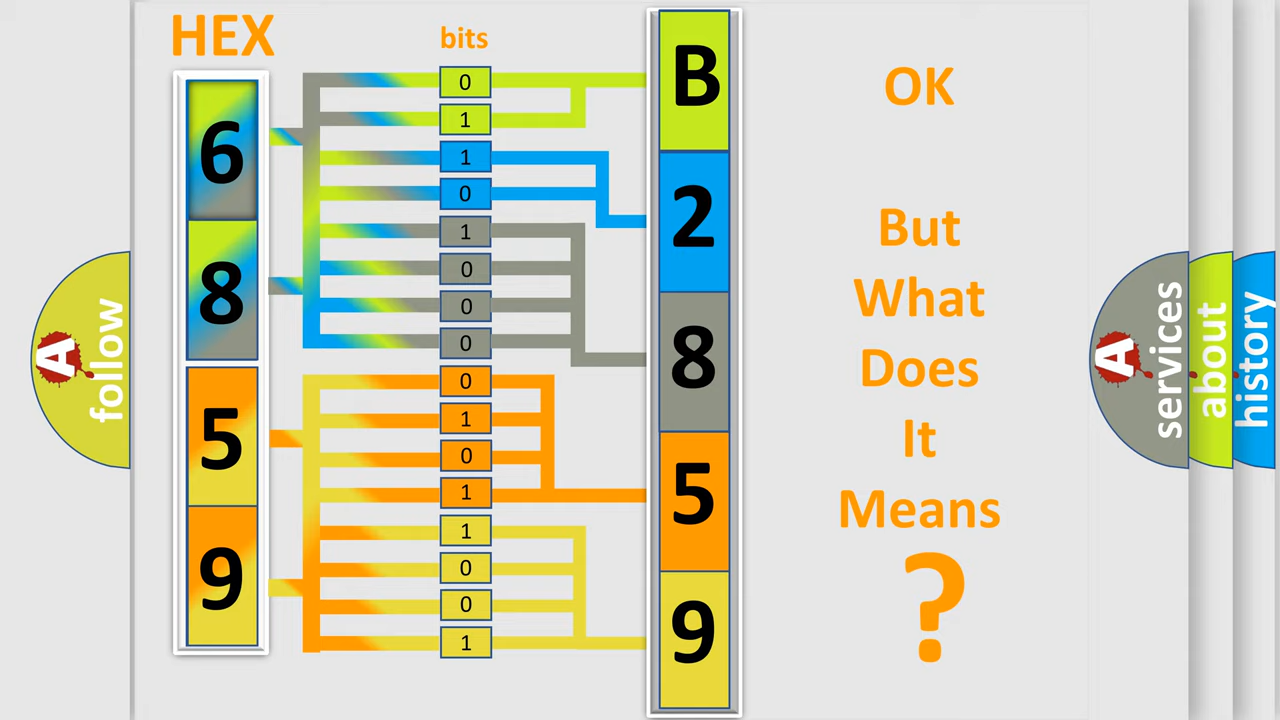 HEX
bits
6
8
5
9
0
1
1
0
1
0
0
0
0
1
0
1
1
0
0
1
B
2
8
5
9
OK
But
What
Does
It
Means
?
A
follow
A
services
about
history